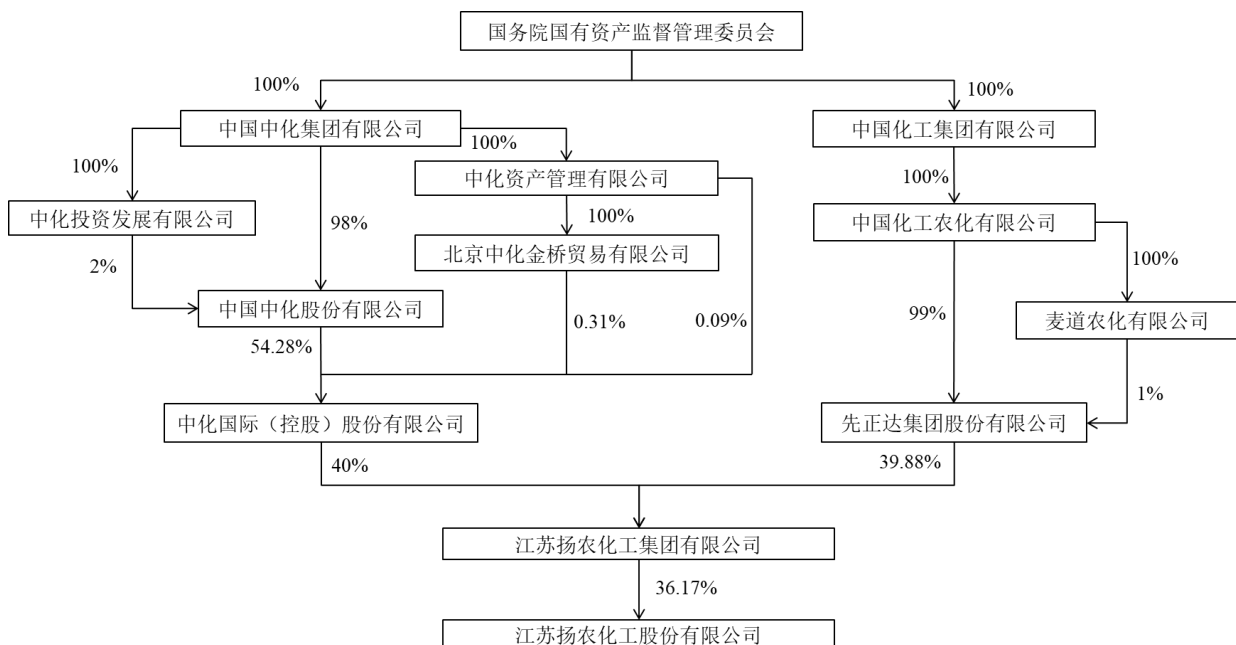 国务院国有资产监督管理委员会
100%
100%
中国中化集团有限公司
中国化工集团有限公司
100%
100%
中化资产管理有限公司
100%
中化投资发展有限公司
98%
100%
中国化工农化有限公司
北京中化金桥贸易有限公司
2%
100%
中国中化股份有限公司
0.31%
0.09%
99%
麦道农化有限公司
54.28%
1%
中化国际（控股）股份有限公司
先正达集团股份有限公司
40%
39.88%
江苏扬农化工集团有限公司
36.17%
江苏扬农化工股份有限公司